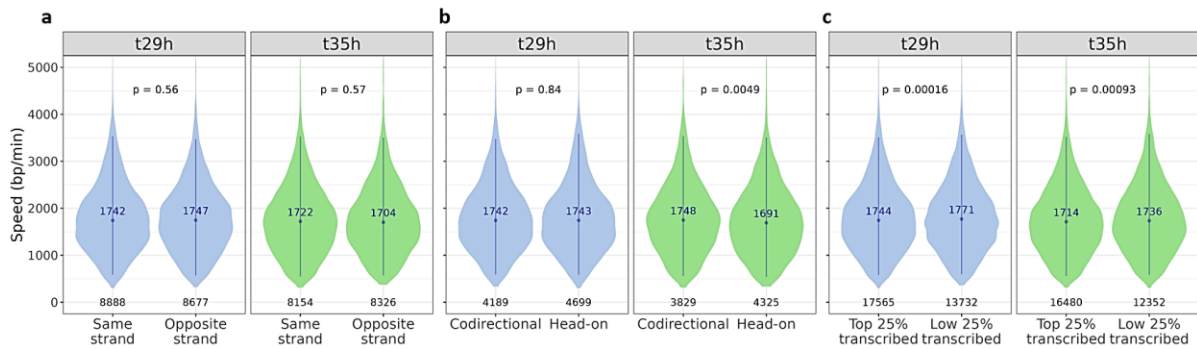 a b c
t29h t35h t29h t35h t29h t35h
5000
p = 0.56 p = 0.57 p = 0.84 p = 0.0049 p = 0.00016 p = 0.00093
4000
3000
Speed (bp/min)
2000
1742 1747 1722 1704 1742 1743 1748 1691 1744 1771 1714 1736
1000
0
8888 8677 8154 8326 4189 4699 3829 4325 17565 13732 16480 12352
Same Opposite Same Opposite Codirectional Head-on Codirectional Head-on Top 25% Low 25% Top 25% Low 25%
strand strand strand strand transcribed transcribed transcribed transcribed